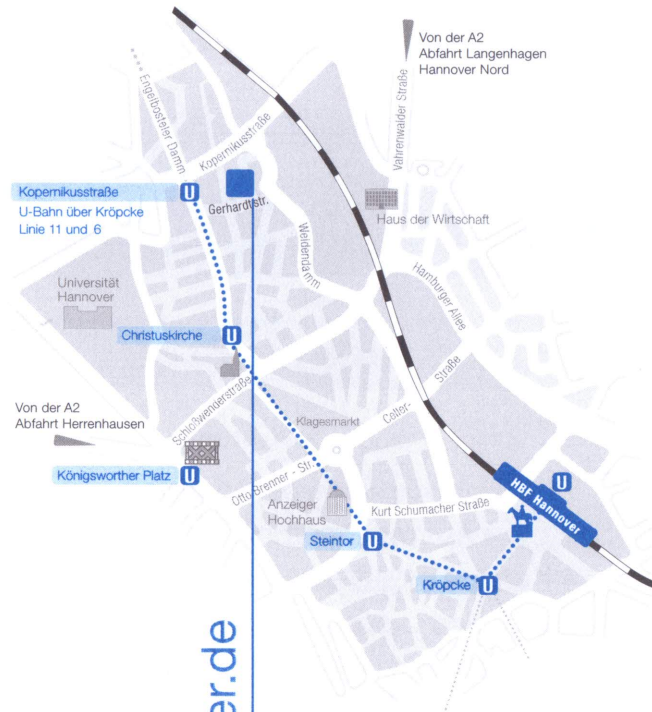 Von der A2
Abfahrt Langenhagen
Hannover Nord
Engelbosteler Damm
Kopernikusstraße
Vahrenwalder Straße
Kopernikusstraße
U
U-Bahn über Kröpcke
Linie 11 und 6
Gerhardtstr.
Haus der Wirtschaft
Weidendamm
Universität
Hannover
Hamburger Allee
Christuskirche
U
Schloßwenderstraße
Celler-
Straße
Klagesmarkt
Von der A2
Abfahrt Herrenhausen
Königsworther Platz
U
Otto-Brenner - Str.
Anzeiger
Hochhaus
Kurt Schumacher Straße
HBF Hannover
U
Steintor
U
Kröpcke
U
er.de